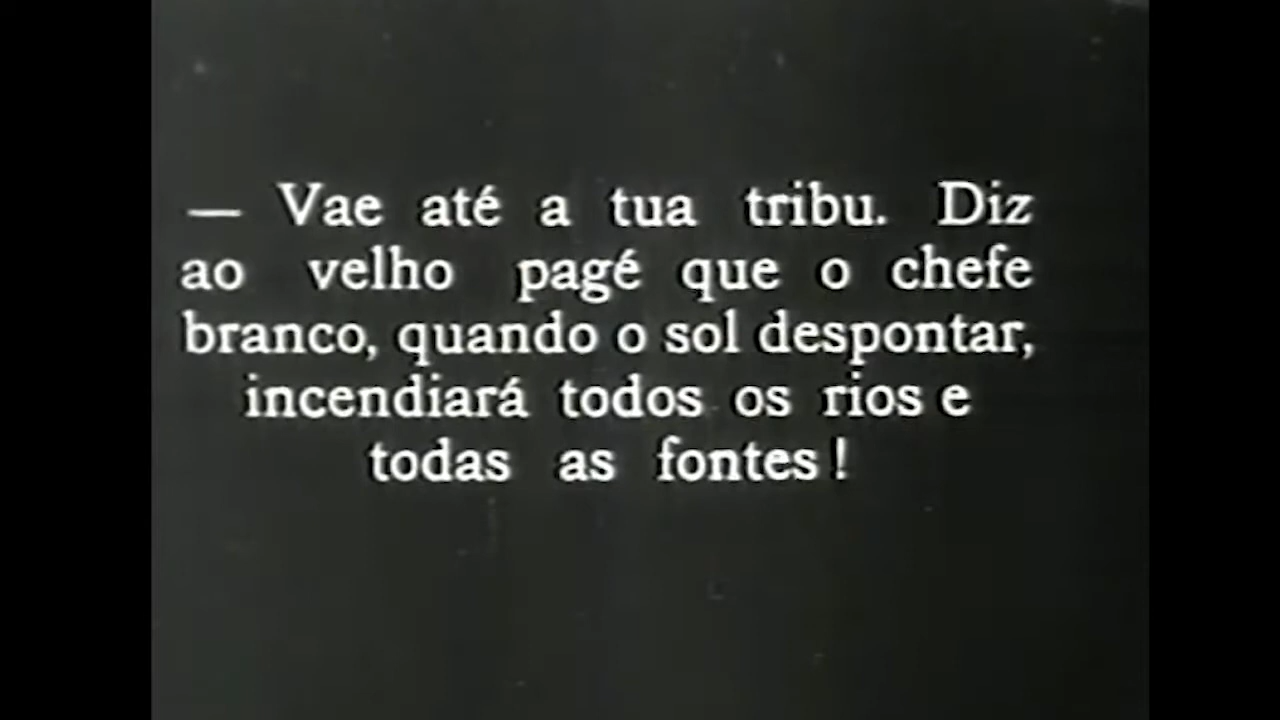 — Vae até a tua tribu. Diz
ao velho pagé que o chefe
branco, quando o sol despontar,
incendiará todos os rios e
todas as fontes!